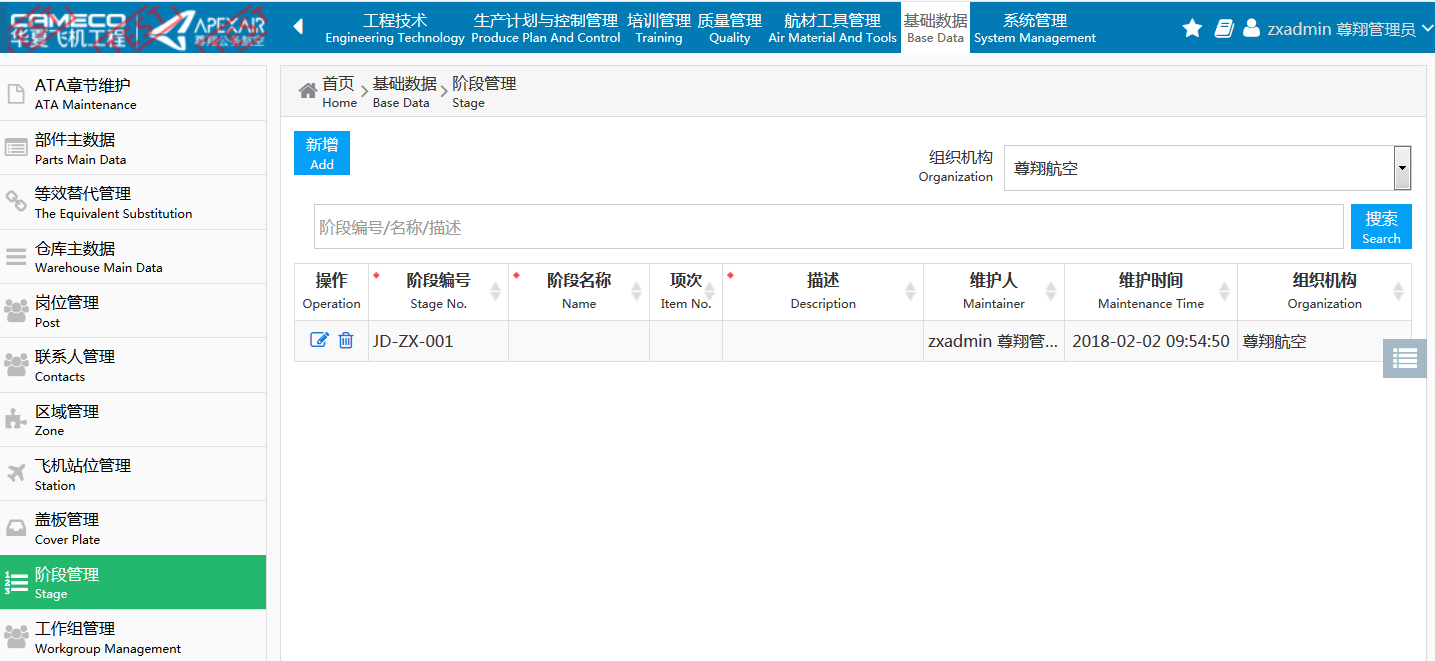 GAMECO
华夏飞机工程
APEXAIR
尊翔公务航空
工程技术
Engineering Technology
生产计划与控制管理
Produce Plan And Control
培训管理
Training
质量管理
Quality
航材工具管理
Air Material And Tools
基础数据
Base Data
系统管理
System Management
zxadmin 尊翔管理员
ATA章节维护
ATA Maintenance
部件主数据
Parts Main Data
等效替代管理
The Equivalent Substitution
仓库主数据
Warehouse Main Data
岗位管理
Post
联系人管理
Contacts
区域管理
Zone
飞机站位管理
Station
盖板管理
Cover Plate
阶段管理
Stage
工作组管理
Workgroup Management
首页
Home
基础数据
Base Data
阶段管理
Stage
新增
Add
组织机构
Organization
尊翔航空
阶段编号/名称/描述
搜索
Search
操作
Operation
* 阶段编号
Stage No.
* 阶段名称
Name
项次
Item No.
* 描述
Description
维护人
Maintainer
维护时间
Maintenance Time
组织机构
Organization
JD-ZX-001
zxadmin 尊翔管...
2018-02-02 09:54:50
尊翔航空